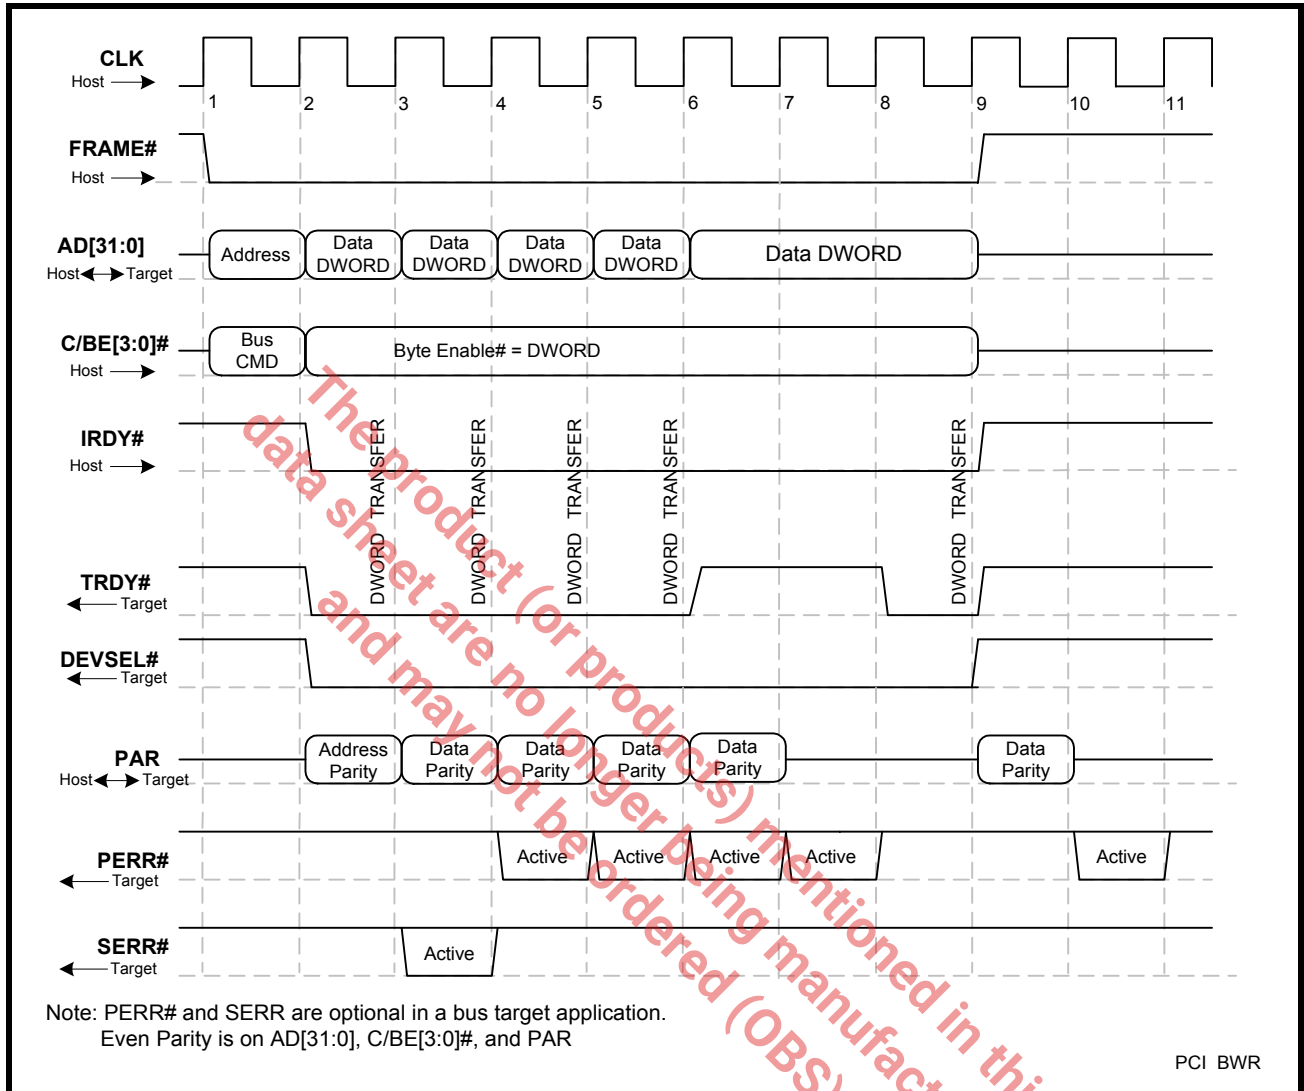 CLK
Host
1 2 3 4 5 6 7 8 9 10 11
FRAME#
Host
AD[31:0]
Host Target
Address
Data DWORD
Data DWORD
Data DWORD
Data DWORD
Data DWORD
C/BE[3:0]#
Host
Bus CMD
Byte Enable# = DWORD
IRDY#
Host
DWORD TRANSFER
DWORD TRANSFER
DWORD TRANSFER
DWORD TRANSFER
DWORD TRANSFER
TRDY#
Target
DEVSEL#
Target
PAR
Host Target
Address Parity
Data Parity
Data Parity
Data Parity
Data Parity
Data Parity
PERR#
Target
Active
Active
Active
Active
Active
SERR#
Target
Active
Note: PERR# and SERR are optional in a bus target application.
Even Parity is on AD[31:0], C/BE[3:0]#, and PAR
PCI BWR
The product (or products) mentioned in thi
data sheet are no longer being manufac
and may not be ordered (OBS)